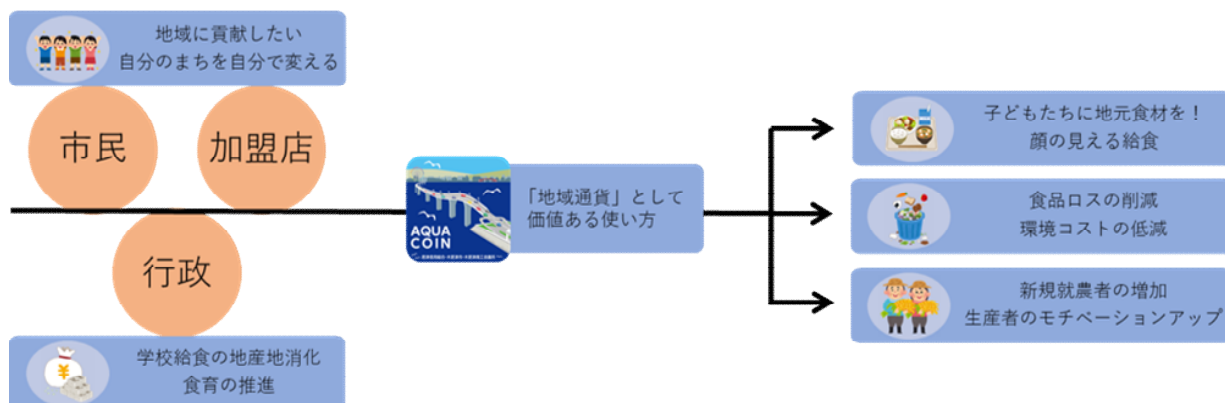 地域に貢献したい
自分のまちを自分で変える
市民
加盟店
行政
学校給食の地産地消化
食育の推進
¥
AQUA
COIN
「地域通貨」として
価値ある使い方
子どもたちに地元食材を！
顔の見える給食
食品ロスの削減
環境コストの低減
新規就農者の増加
生産者のモチベーションアップ